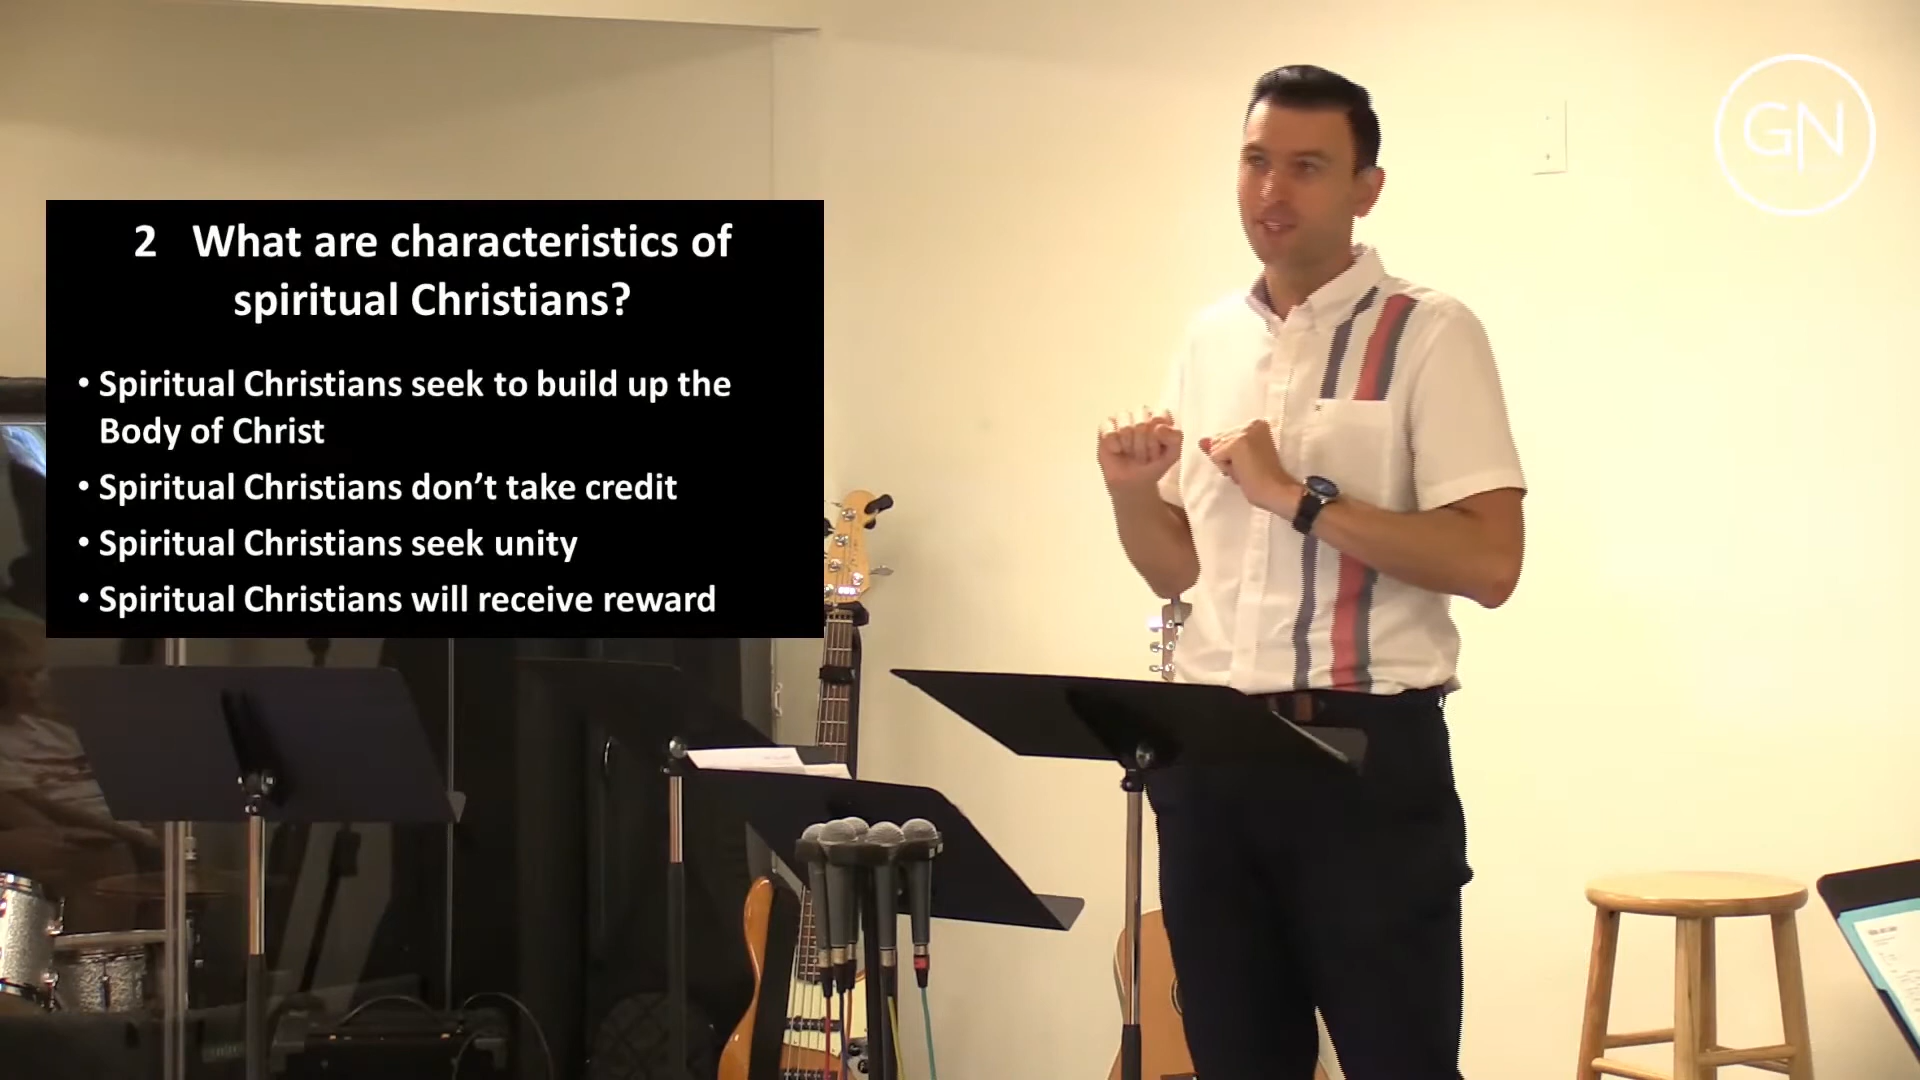 GN
2 What are characteristics of
spiritual Christians?
• Spiritual Christians seek to build up the
Body of Christ
• Spiritual Christians don’t take credit
• Spiritual Christians seek unity
• Spiritual Christians will receive reward